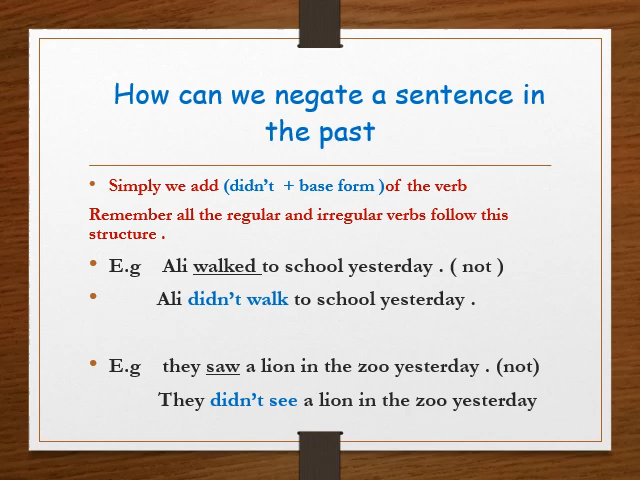 How can we negate a sentence in
the past
• Simply we add (didn’t + base form )of the verb
Remember all the regular and irregular verbs follow this
structure .
• E.g Ali walked to school yesterday . ( not )
• Ali didn’t walk to school yesterday .
• E.g they saw a lion in the zoo yesterday . (not)
They didn’t see a lion in the zoo yesterday